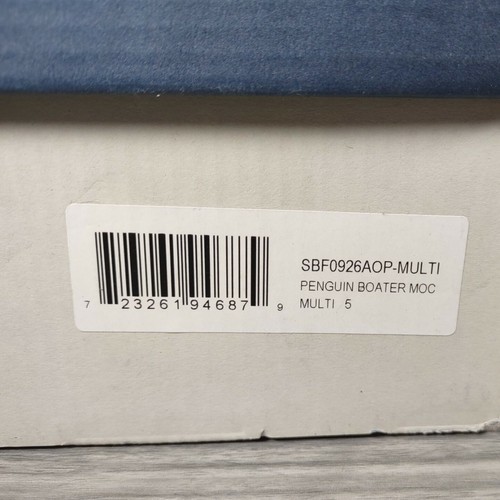 SBF0926AOP-MULTI
PENGUIN BOATER MOC
MULTI 5
7 23261 94687 9